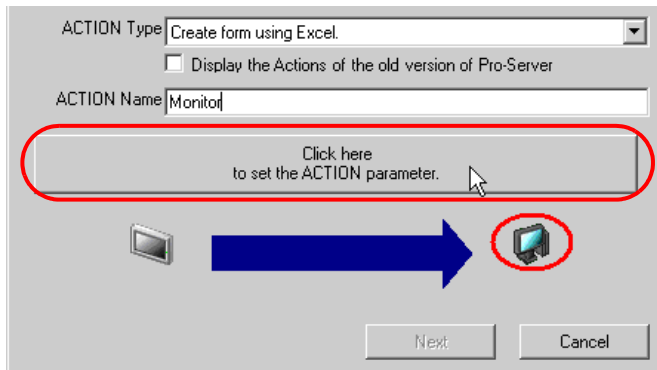 ACTION Type Create form using Excel.
Display the Actions of the old version of Pro-Server
ACTION Name Monitor
Click here
to set the ACTION parameter.
Next Cancel